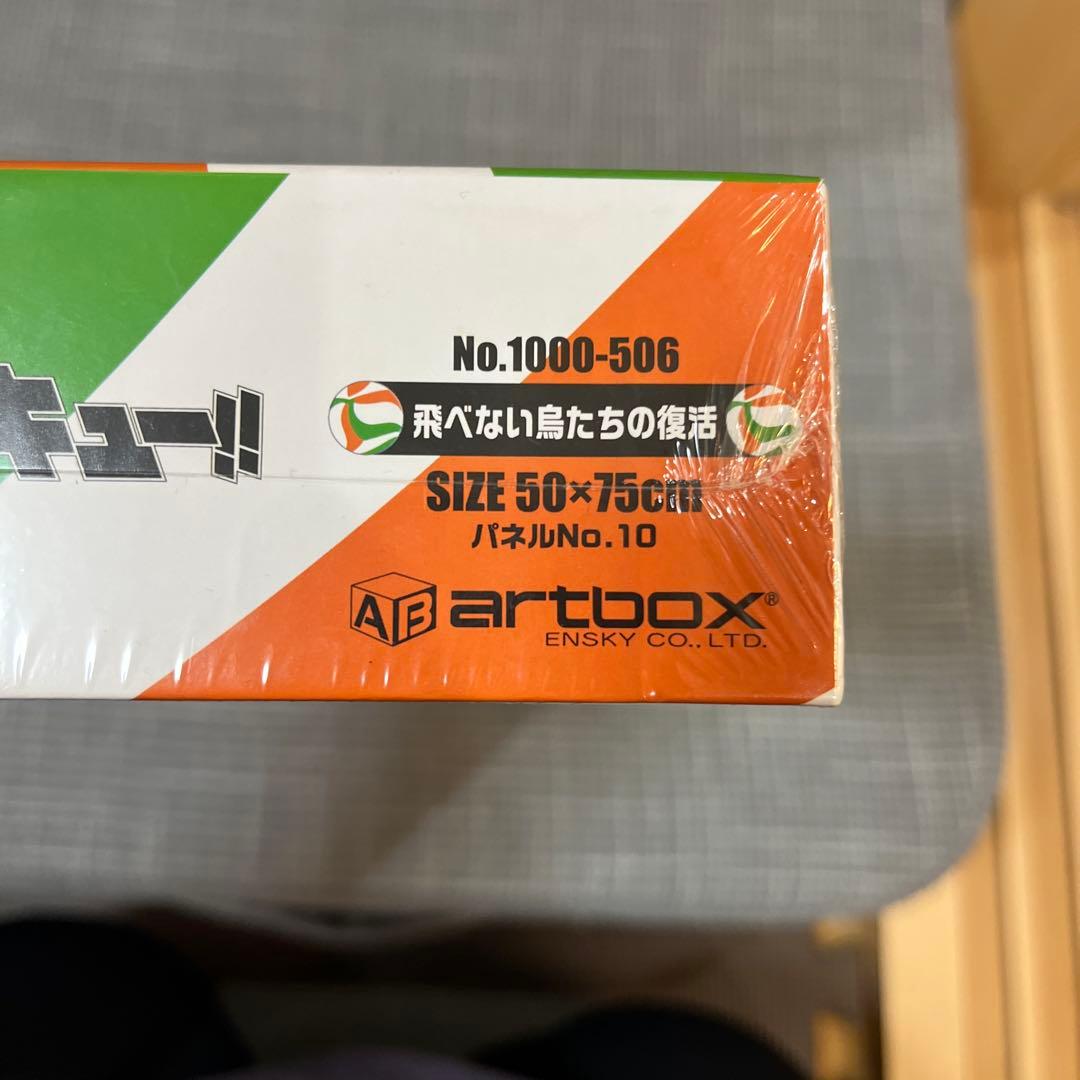 キュー!!
No.1000-506
飛べない烏たちの復活
SIZE 50×75cm
パネルNo.10
AB artbox®
ENSKY CO., LTD.